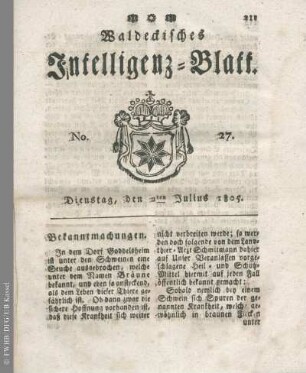 211
Waldeckisches
Intelligenz=Blatt.
No. 27.
Dienstag, den 2ten Julius 1805.
Bekanntmachungen.
In dem Dorf Goddelsheim
ist unter den Schweinen eine
Seuche ausgebrochen, welche
unter dem Namen Bräune
bekannt, und eben so ansteckend,
als dem Leben dieser Thiere ge-
fährlich ist. Ob dann zwar die
sichere Hoffnung vorhanden ist,
daß diese Krankheit sich weiter
nicht verbreiten werde; so wer-
den doch folgende von dem Land-
thier-Arzt Schmittmann dahier
auf Unser Veranlassen vorge-
schlagene Heil- und Schutz-
Mittel hiermit auf jeden Fall
öffentlich bekannt gemacht:
Sobald nemlich bey einem
Schwein sich Spuren der ge-
nannten Krankheit, welche ge-
wöhnlich in braunen Flecken
unter
© FWHB DUG/LB Kassel